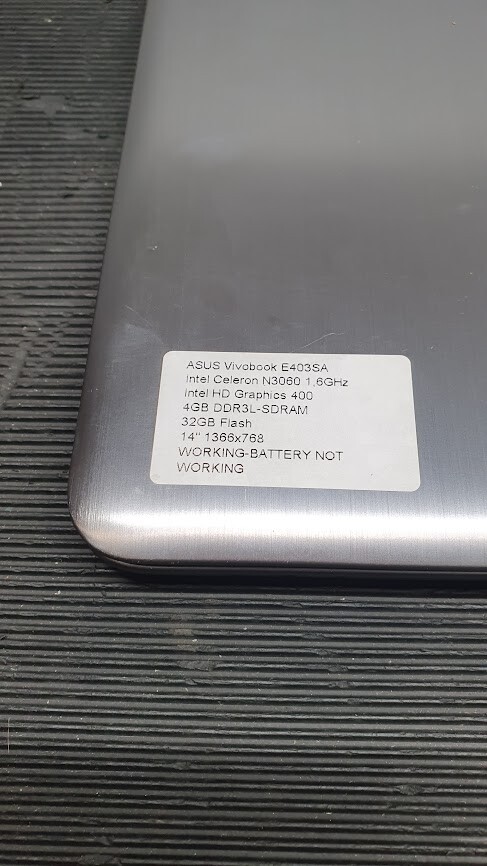 ASUS Vivobook E403SA
Intel Celeron N3060 1,6GHz
Intel HD Graphics 400
4GB DDR3L-SDRAM
32GB Flash
14" 1366x768
WORKING-BATTERY NOT
WORKING